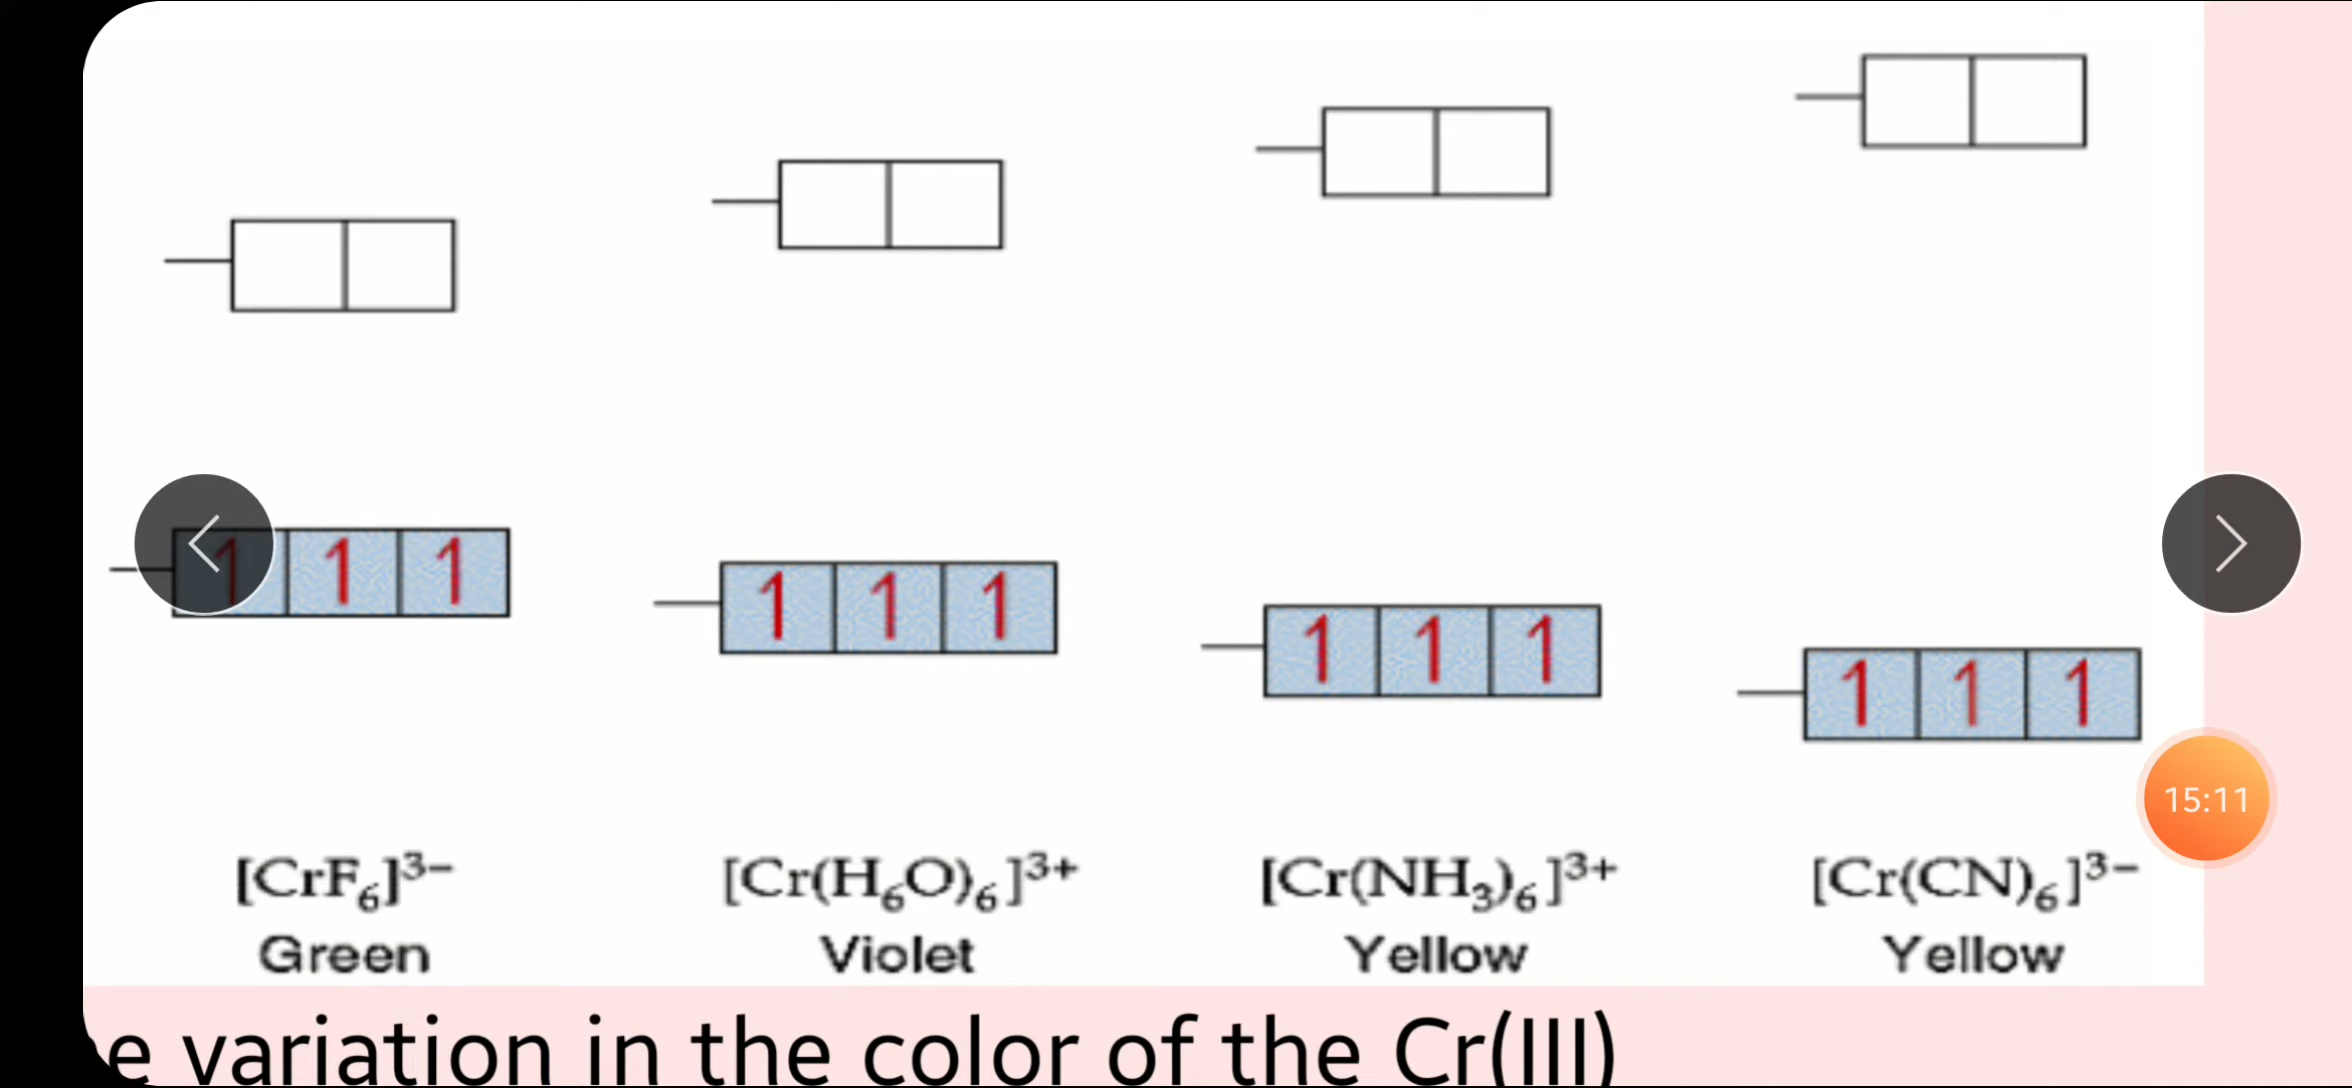 1 1 1
1 1 1
1 1 1
1 1 1
15:11
[CrF₆]³⁻
[Cr(H₆O)₆]³⁺
[Cr(NH₃)₆]³⁺
[Cr(CN)₆]³⁻
Green
Violet
Yellow
Yellow
e variation in the color of the Cr(III)